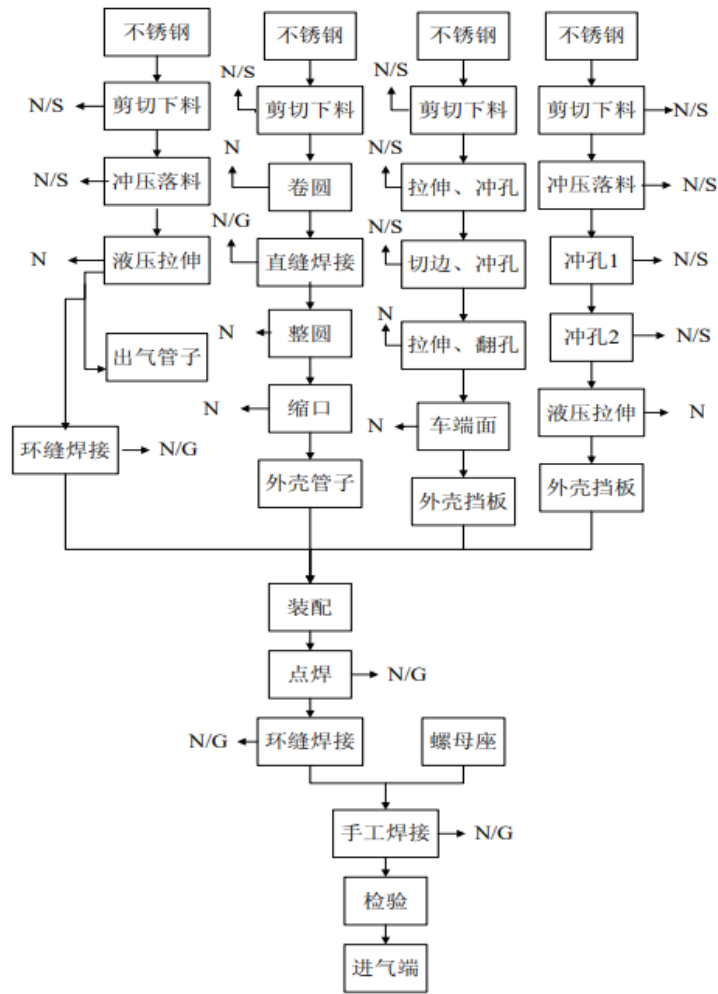 不锈钢
不锈钢
不锈钢
不锈钢
N/S
剪切下料
N/S
剪切下料
N/S
剪切下料
剪切下料
N/S
N/S
冲压落料
N
卷圆
N/S
拉伸、冲孔
冲压落料
N/S
N
液压拉伸
N/G
直缝焊接
N/S
切边、冲孔
冲孔1
N/S
出气管子
N
整圆
N
拉伸、翻孔
冲孔2
N/S
环缝焊接
N/G
N
缩口
N
车端面
液压拉伸
N
外壳管子
外壳挡板
外壳挡板
装配
点焊
N/G
N/G
环缝焊接
螺母座
手工焊接
N/G
检验
进气端